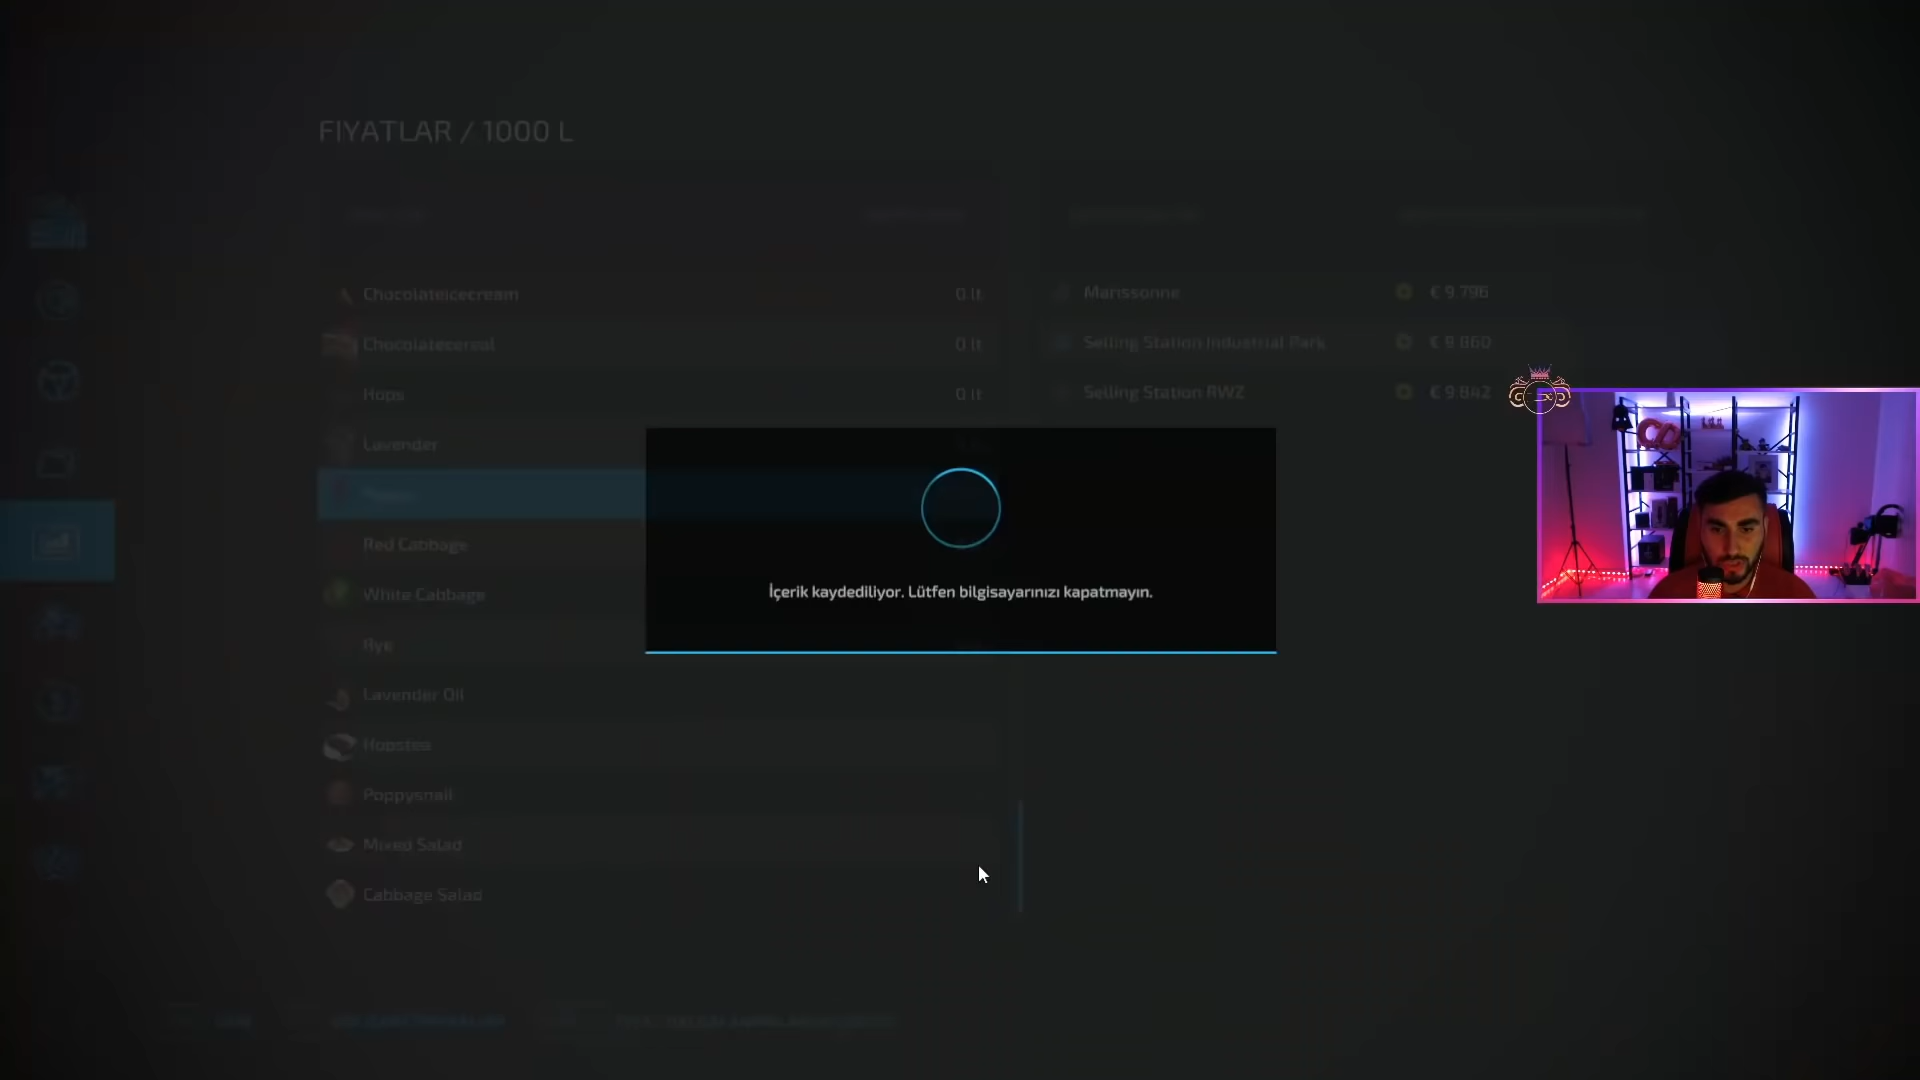 FIYATLAR / 1000 L
Chocolateicecream 0 lt
Chocolatecereal 0 lt
Hops 0 lt
Lavender
Red Cabbage
White Cabbage
Rye
Lavender Oil
Hopstea
Poppysnail
Mixed Salad
Cabbage Salad
Marissonne € 9.796
Selling Station Industrial Park € 9.860
Selling Station RWZ € 9.842
İçerik kaydediliyor. Lütfen bilgisayarınızı kapatmayın.